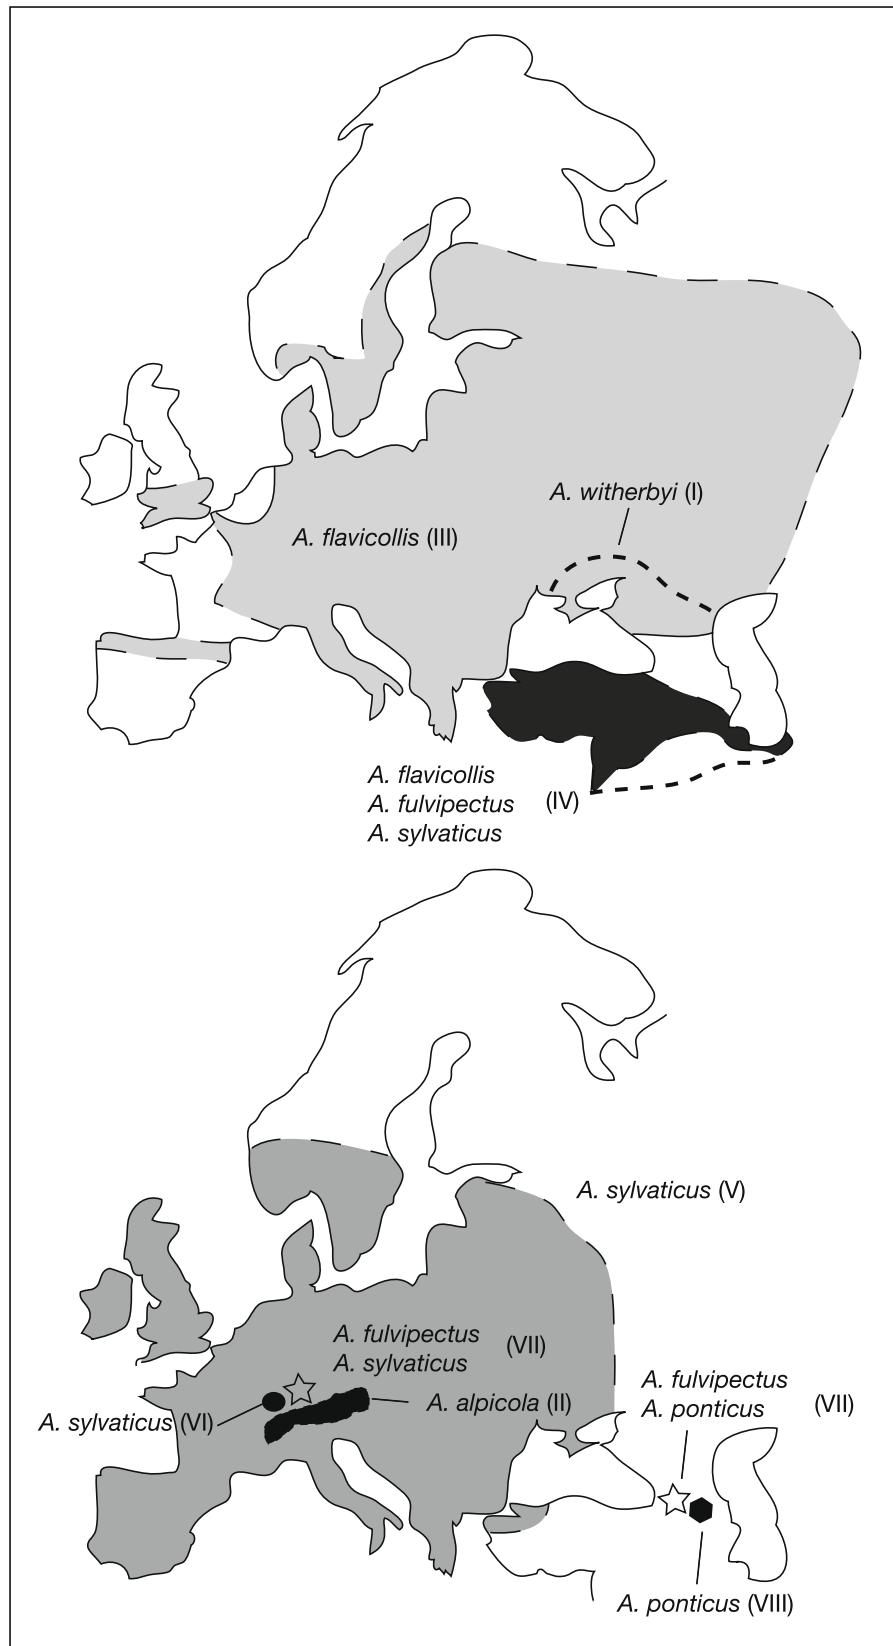 A. witherbyi (I)
A. flavicollis (III)
A. flavicollis
A. fulvipectus (IV)
A. sylvaticus
A. sylvaticus (V)
A. fulvipectus (VII)
A. sylvaticus
A. fulvipectus
A. ponticus (VII)
A. alpicola (II)
A. sylvaticus (VI)
A. ponticus (VIII)